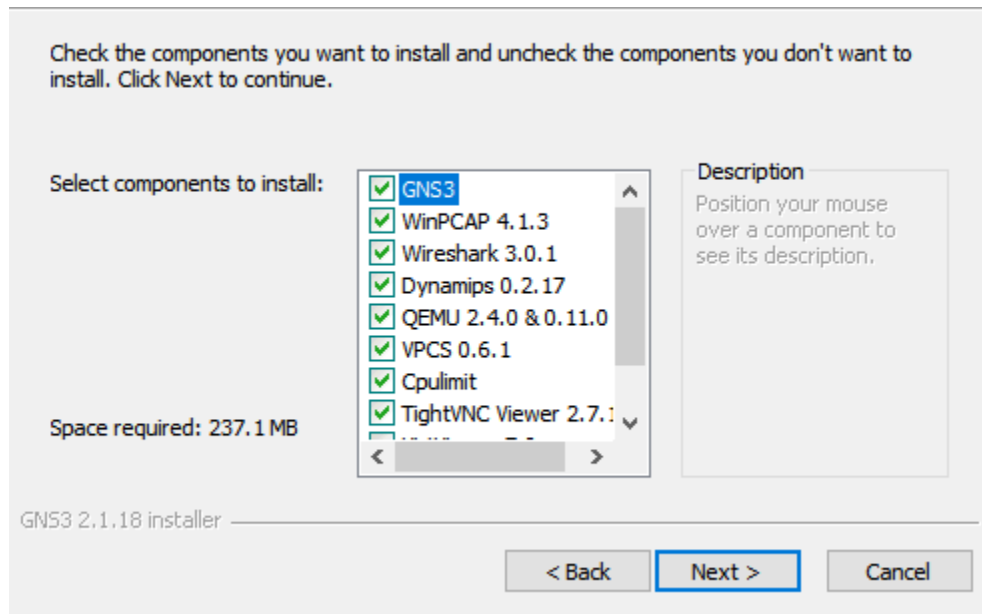 Check the components you want to install and uncheck the components you don't want to
install. Click Next to continue.
Select components to install:
GNS3
WinPCAP 4.1.3
Wireshark 3.0.1
Dynamips 0.2.17
QEMU 2.4.0 & 0.11.0
VPCS 0.6.1
Cpulimit
TightVNC Viewer 2.7.1
Description
Position your mouse
over a component to
see its description.
Space required: 237.1 MB
GNS3 2.1.18 installer
< Back
Next >
Cancel